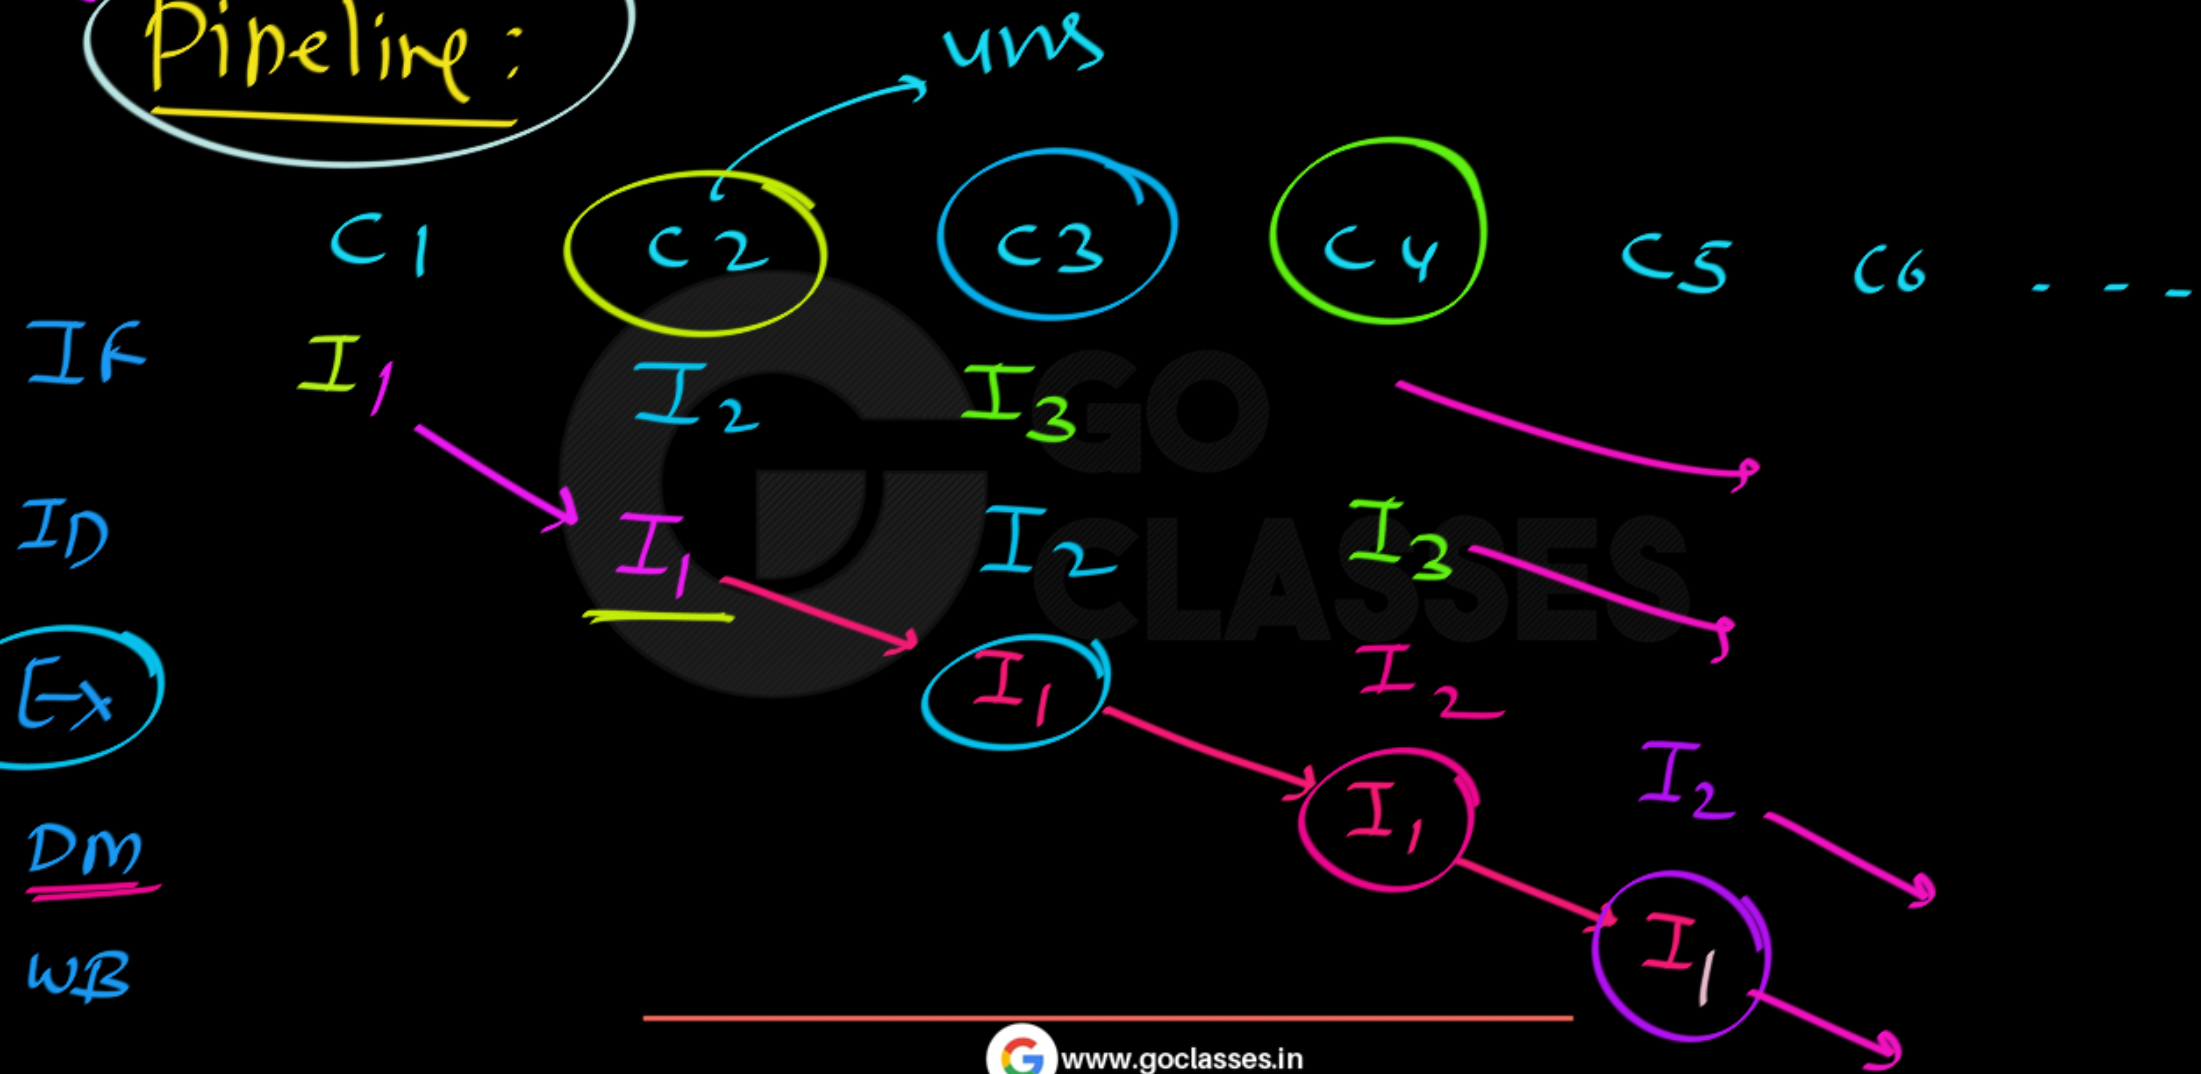 Pipeline:
4ns
C1 C2 C3 C4 C5 C6 - - -
IF I1 I2 I3
ID I1 I2 I3
Ex I1 I2
DM I1 I2
WB I1
GO
CLASSES
www.goclasses.in